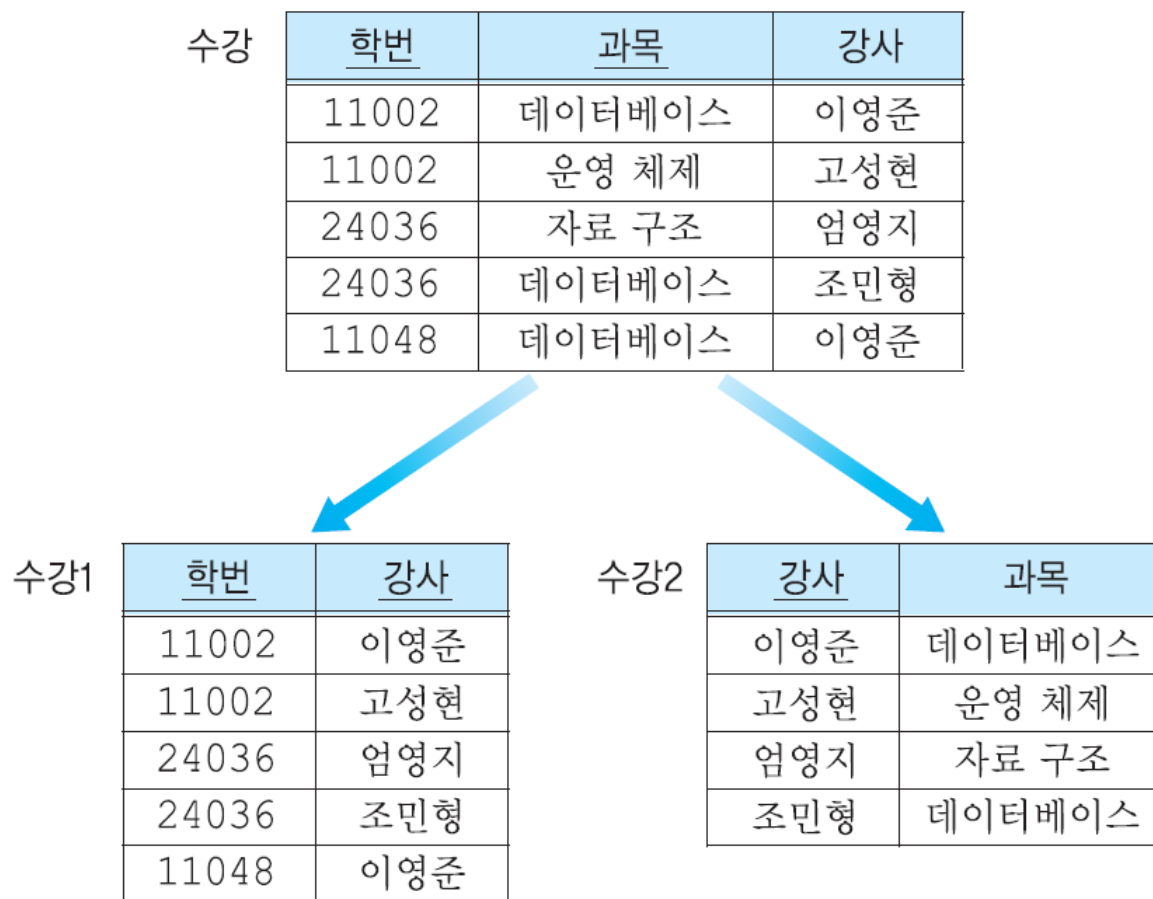 수강 학번 과목 강사
11002 데이터베이스 이영준
11002 운영 체제 고성현
24036 자료 구조 엄영지
24036 데이터베이스 조민형
11048 데이터베이스 이영준
수강1 학번 강사
11002 이영준
11002 고성현
24036 엄영지
24036 조민형
11048 이영준
수강2 강사 과목
이영준 데이터베이스
고성현 운영 체제
엄영지 자료 구조
조민형 데이터베이스